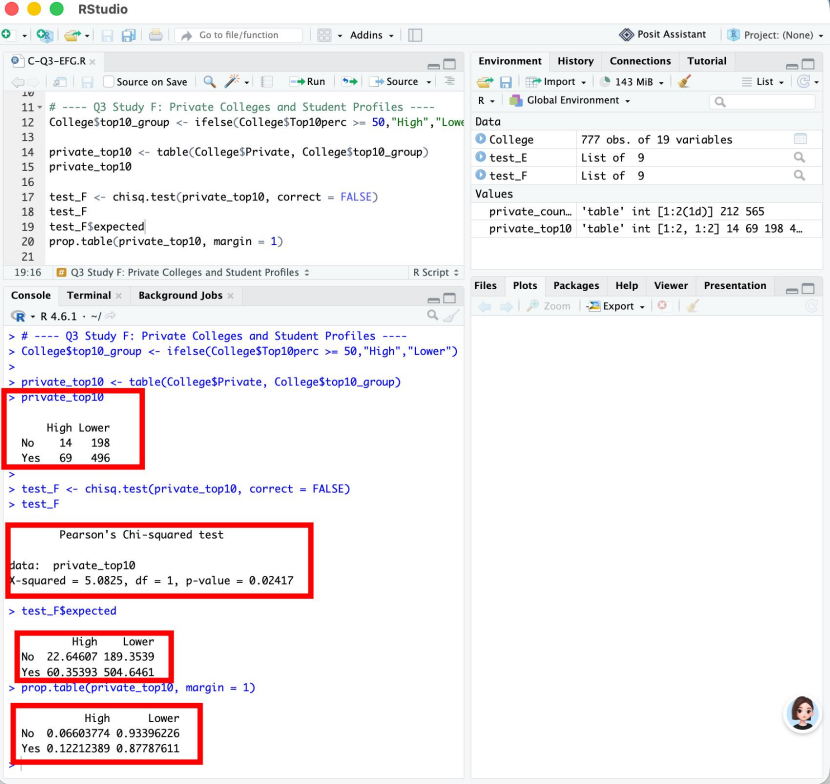 RStudio
Go to file/function
Addins
Posit Assistant
Project: (None)
C-Q3-EFG.R
Source on Save
Run
Source
11 # ---- Q3 Study F: Private Colleges and Student Profiles ----
12 College$top10_group <- ifelse(College$Top10perc >= 50,"High","Lowe
13
14 private_top10 <- table(College$Private, College$top10_group)
15 private_top10
16
17 test_F <- chisq.test(private_top10, correct = FALSE)
18 test_F
19 test_F$expected
20 prop.table(private_top10, margin = 1)
21
19:16 # Q3 Study F: Private Colleges and Student Profiles R Script
Console Terminal Background Jobs
R R 4.6.1 · ~/
> # ---- Q3 Study F: Private Colleges and Student Profiles ----
> College$top10_group <- ifelse(College$Top10perc >= 50,"High","Lower")
>
> private_top10 <- table(College$Private, College$top10_group)
> private_top10
High Lower
No 14 198
Yes 69 496
>
> test_F <- chisq.test(private_top10, correct = FALSE)
> test_F
Pearson's Chi-squared test
data: private_top10
X-squared = 5.0825, df = 1, p-value = 0.02417
> test_F$expected
High Lower
No 22.64607 189.3539
Yes 60.35393 504.6461
> prop.table(private_top10, margin = 1)
High Lower
No 0.06603774 0.93396226
Yes 0.12212389 0.87787611
>
Environment History Connections Tutorial
Import 143 MiB List
R Global Environment
Data
College 777 obs. of 19 variables
test_E List of 9
test_F List of 9
Values
private_coun… 'table' int [1:2(1d)] 212 565
private_top10 'table' int [1:2, 1:2] 14 69 198 4…
Files Plots Packages Help Viewer Presentation
Zoom Export